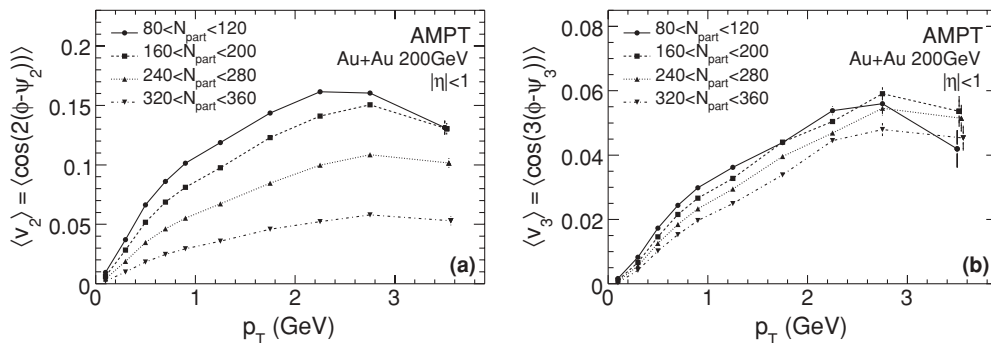 80<N_part<120
160<N_part<200
240<N_part<280
320<N_part<360
AMPT
Au+Au 200GeV
|η|<1
⟨v_2⟩ = ⟨cos(2(ϕ-ψ_2))⟩
0.2
0.15
0.1
0.05
0
(a)
0 1 2 3
p_T (GeV)
80<N_part<120
160<N_part<200
240<N_part<280
320<N_part<360
AMPT
Au+Au 200GeV
|η|<1
⟨v_3⟩ = ⟨cos(3(ϕ-ψ_3))⟩
0.08
0.06
0.04
0.02
0
(b)
0 1 2 3
p_T (GeV)